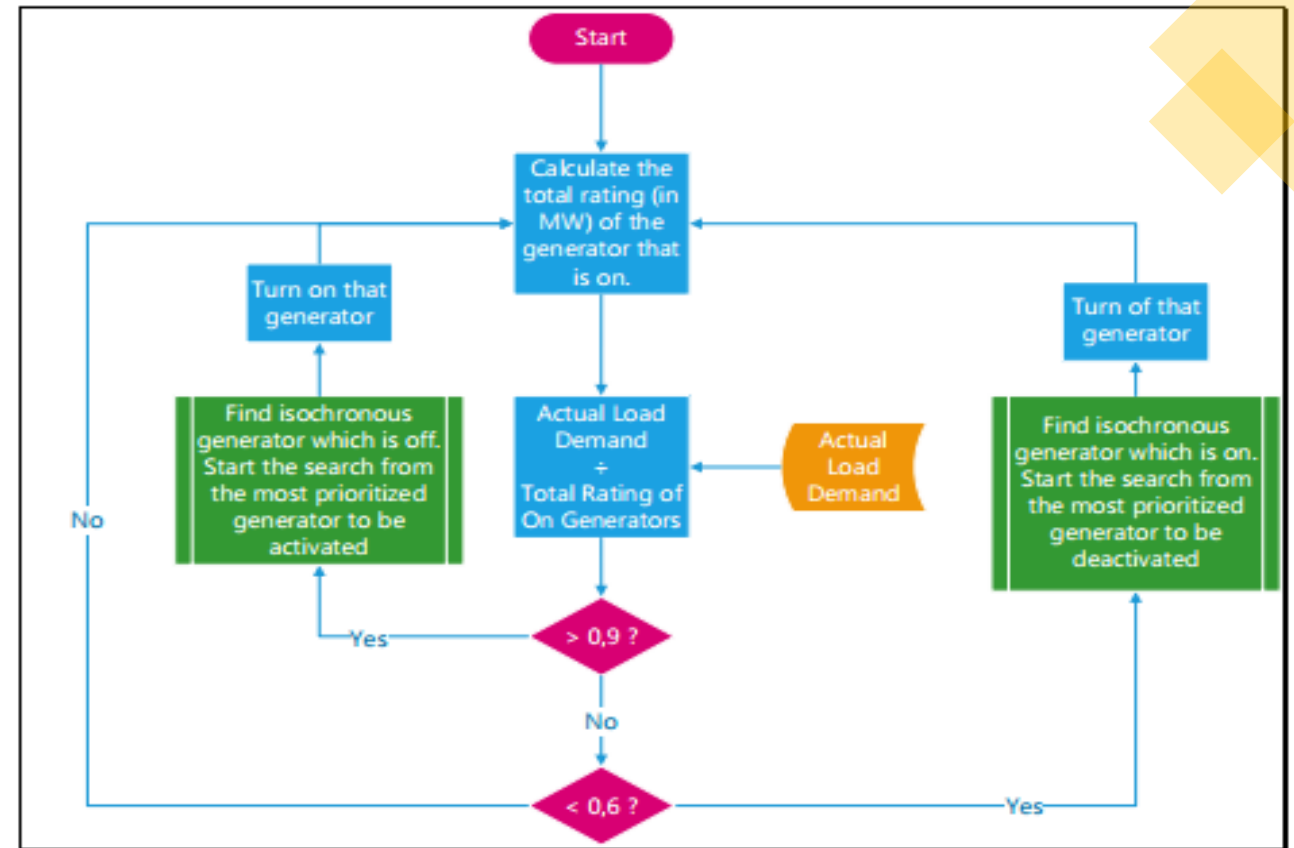 Start
Calculate the
total rating (in
MW) of the
generator that
is on.
Turn on that
generator
Turn of that
generator
Find isochronous
generator which is off.
Start the search from
the most prioritized
generator to be
activated
Actual Load
Demand
÷
Total Rating of
On Generators
Actual
Load
Demand
Find isochronous
generator which is on.
Start the search from
the most prioritized
generator to be
deactivated
No
Yes
> 0,9 ?
No
< 0,6 ?
Yes